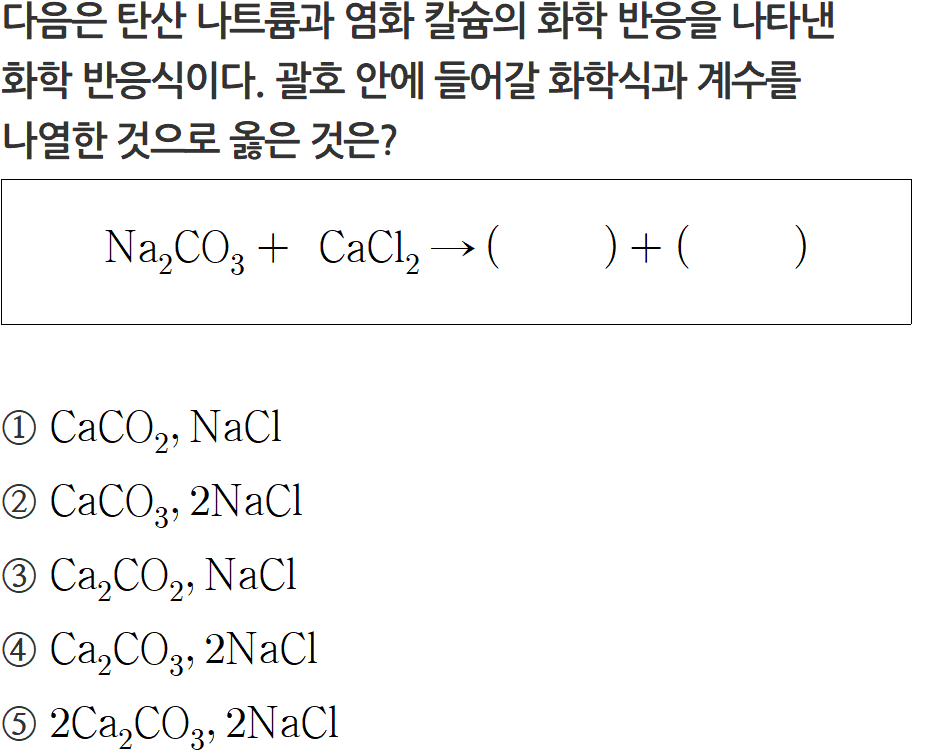 다음은 탄산 나트륨과 염화 칼슘의 화학 반응을 나타낸
화학 반응식이다. 괄호 안에 들어갈 화학식과 계수를
나열한 것으로 옳은 것은?
Na₂CO₃ + CaCl₂ → (      ) + (      )
① CaCO₂, NaCl
② CaCO₃, 2NaCl
③ Ca₂CO₂, NaCl
④ Ca₂CO₃, 2NaCl
⑤ 2Ca₂CO₃, 2NaCl